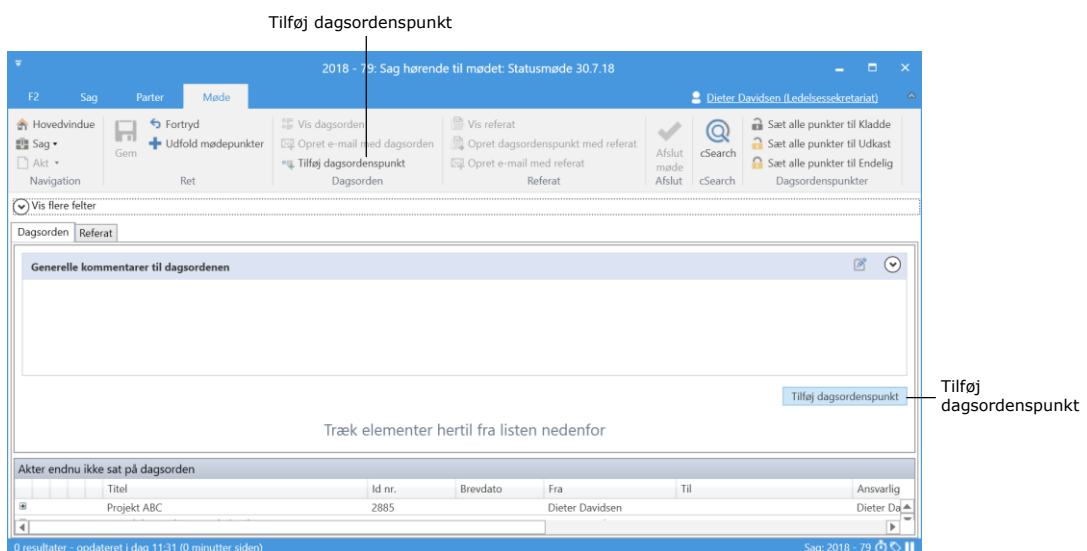 Tilføj dagsordenspunkt
2018 - 79: Sag hørende til mødet: Statusmøde 30.7.18
F2 Sag Parter Møde Dieter Davidsen (Ledelsessekretariat)
Hovedvindue Fortryd Vis dagsorden Vis referat Sæt alle punkter til Kladde
Sag Udfold mødepunkter Opret e-mail med dagsorden Opret dagsordenspunkt med referat Sæt alle punkter til Udkast
Akt Gem Tilføj dagsordenspunkt Opret e-mail med referat Afslut møde cSearch Sæt alle punkter til Endelig
Navigation Ret Dagsorden Referat Afslut cSearch Dagsordenspunkter
Vis flere felter
Dagsorden Referat
Generelle kommentarer til dagsordenen
Tilføj dagsordenspunkt
Tilføj
dagsordenspunkt
Træk elementer hertil fra listen nedenfor
Akter endnu ikke sat på dagsorden
Titel Id nr. Brevdato Fra Til Ansvarlig
Projekt ABC 2885 Dieter Davidsen Dieter Da
0 resultater - opdateret i dag 11:31 (0 minutter siden) Sag: 2018 - 79